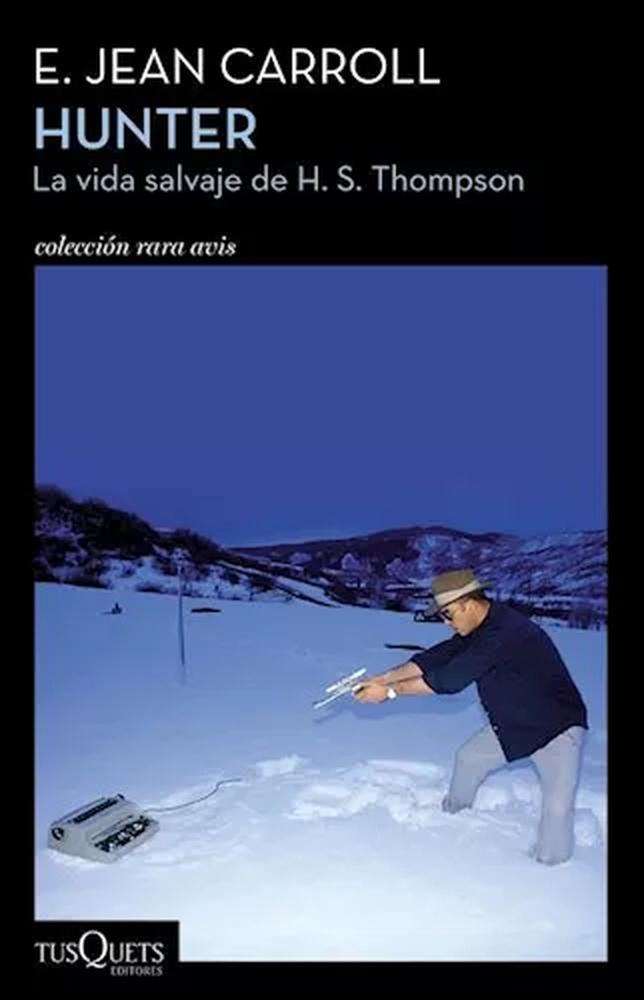 E. JEAN CARROLL
HUNTER
La vida salvaje de H. S. Thompson
colección rara avis
TUSQUETS
EDITORES